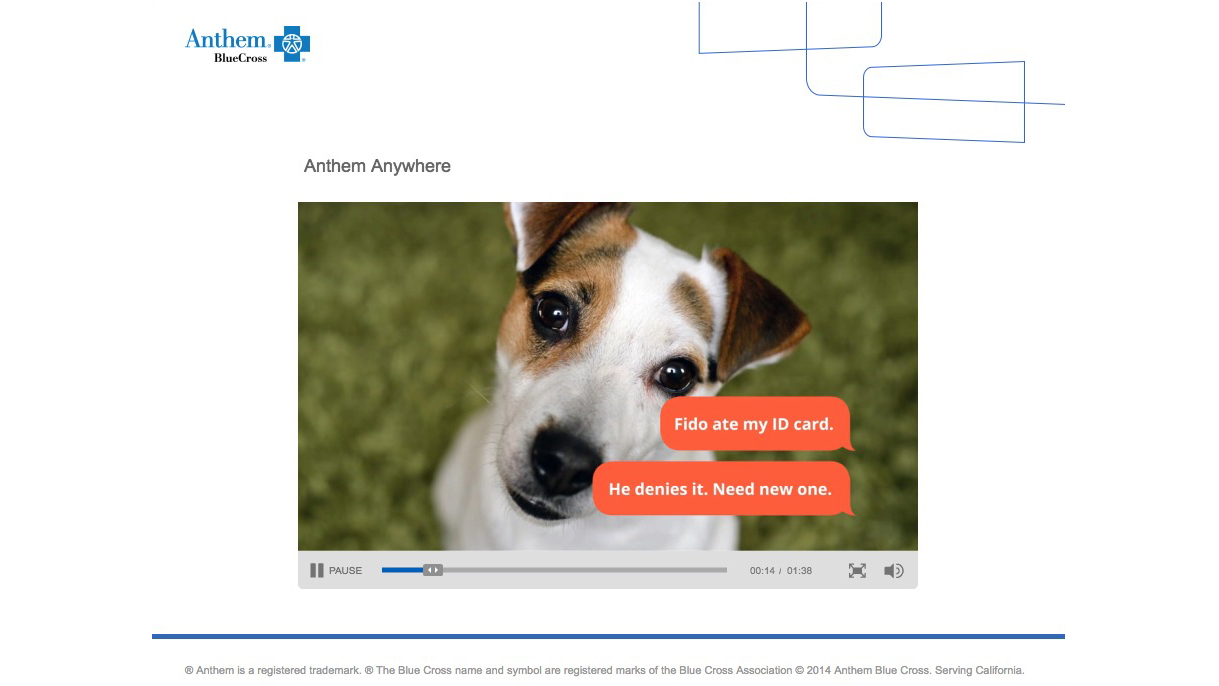 Anthem®
BlueCross ®
Anthem Anywhere
Fido ate my ID card.
He denies it. Need new one.
PAUSE
00:14 / 01:38
® Anthem is a registered trademark. ® The Blue Cross name and symbol are registered marks of the Blue Cross Association © 2014 Anthem Blue Cross. Serving California.